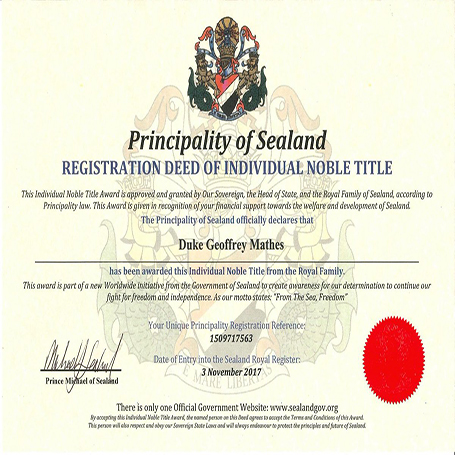 Principality of Sealand
REGISTRATION DEED OF INDIVIDUAL NOBLE TITLE
This Individual Noble Title Award is approved and granted by Our Sovereign, the Head of State, and the Royal Family of Sealand, according to
Principality law. This Award is given in recognition of your financial support towards the welfare and development of Sealand.
The Principality of Sealand officially declares that
Duke Geoffrey Mathes
has been awarded this Individual Noble Title from the Royal Family.
This award is part of a new Worldwide initiative from the Government of Sealand to create awareness for our determination to continue our
fight for freedom and independence. As our motto states: "From The Sea, Freedom"
Your Unique Principality Registration Reference:
1509717563
Date of Entry into the Sealand Royal Register:
3 November 2017
MARE LIBERTAS
Prince Michael of Sealand
There is only one Official Government Website: www.sealandgov.org
By accepting this Individual Noble Title Award, the named person on this Deed agrees to accept the Terms and Conditions of this Award.
This person will also respect and obey our Sovereign State Laws and will always endeavour to protect the principles and future of Sealand.